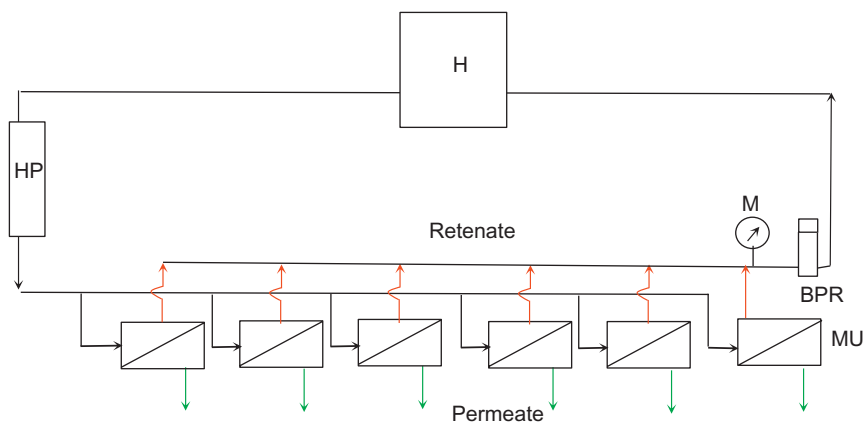 H
HP
M
Retenate
BPR
MU
Permeate